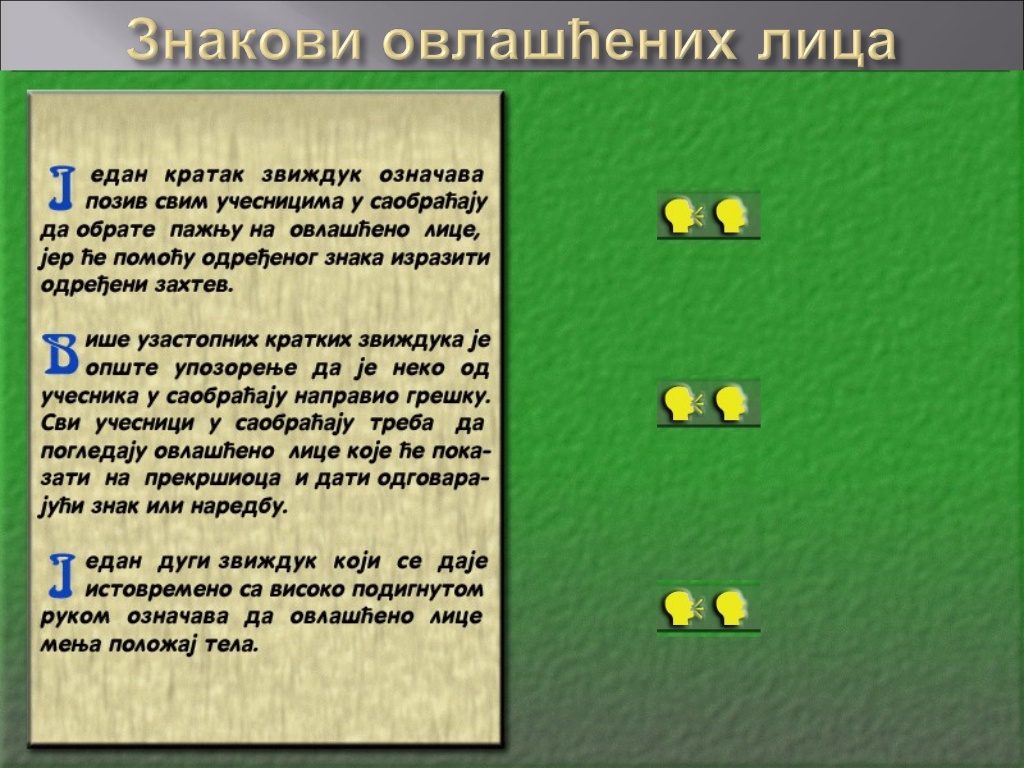 Знакови овлашћених лица
Један кратак звиждук означава
позив свим учесницима у саобраћају
да обрате пажњу на овлашћено лице,
јер ће помоћу одређеног знака изразити
одређени захтев.
Више узастопних кратких звиждука је
опште упозорење да је неко од
учесника у саобраћају направио грешку.
Сви учесници у саобраћају треба да
погледају овлашћено лице које ће пока-
зати на прекршиоца и дати одговара-
јући знак или наредбу.
Један дуги звиждук који се даје
истовремено са високо подигнутом
руком означава да овлашћено лице
мења положај тела.